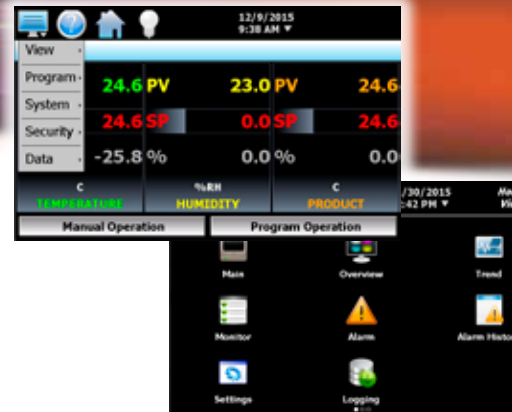 12/9/2015
9:38 AM ▼
View
Program
System
Security
Data
24.6 PV 23.0 PV 24.6
24.6 SP 0.0 SP 24.6
-25.8 % 0.0 % 0.0
C %RH C
TEMPERATURE HUMIDITY PRODUCT
Manual Operation Program Operation
/30/2015
:42 PM ▼
Main Overview Trend
Monitor Alarm Alarm Histo
Settings Logging